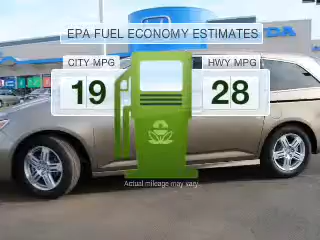 EPA FUEL ECONOMY ESTIMATES
CITY MPG
HWY MPG
19
28
Actual mileage may vary